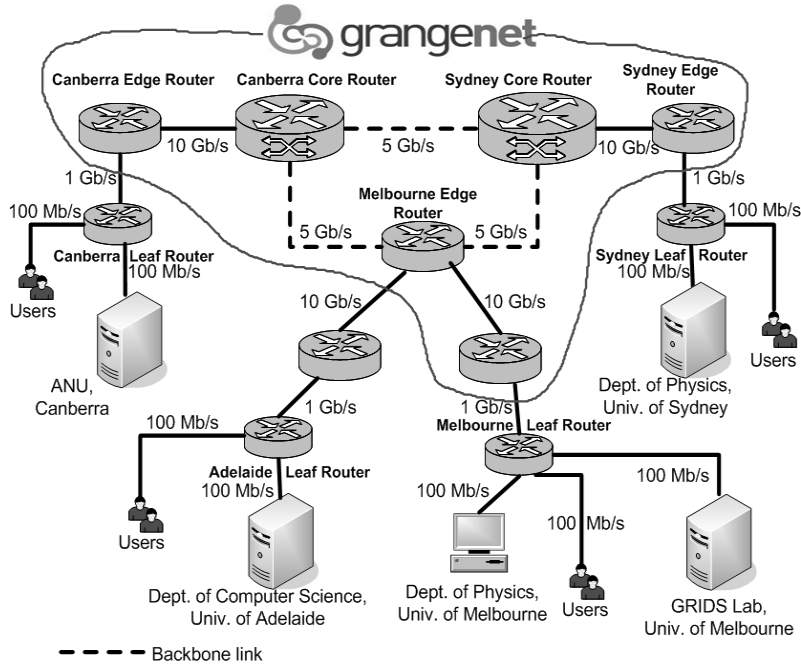 grangenet
Canberra Edge Router
Canberra Core Router
Sydney Core Router
Sydney Edge
Router
10 Gb/s
5 Gb/s
10 Gb/s
1 Gb/s
1 Gb/s
Melbourne Edge
Router
100 Mb/s
5 Gb/s
5 Gb/s
100 Mb/s
Canberra Leaf Router
100 Mb/s
Sydney Leaf Router
100 Mb/s
Users
10 Gb/s
10 Gb/s
Users
ANU,
Canberra
Dept. of Physics,
Univ. of Sydney
1 Gb/s
1 Gb/s
100 Mb/s
Melbourne Leaf Router
Adelaide Leaf Router
100 Mb/s
100 Mb/s
100 Mb/s
100 Mb/s
Users
Dept. of Computer Science,
Univ. of Adelaide
Dept. of Physics,
Univ. of Melbourne
Users
GRIDS Lab,
Univ. of Melbourne
Backbone link